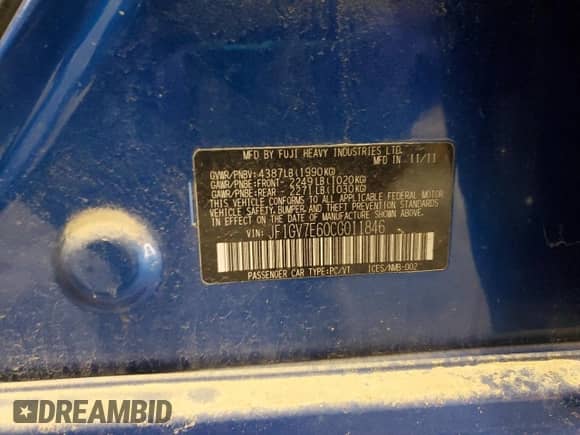 MFD BY FUJI HEAVY INDUSTRIES LTD. 11/11
GVWR/PNBV: 4387LB(1990KG)
GAWR/PNBE:FRONT 2249LB(1020KG)
GAWR/PNBE:REAR 2271LB(1030KG)
THIS VEHICLE CONFORMS TO ALL APPLICABLE FEDERAL MOTOR
VEHICLE SAFETY, BUMPER, AND THEFT PREVENTION STANDARDS
IN EFFECT ON THE DATE OF MANUFACTURE SHOWN ABOVE.
VIN: JF1GV7E60CG011846
PASSENGER CAR TYPE:PC/VT ICES/NMB-002
DREAMBID